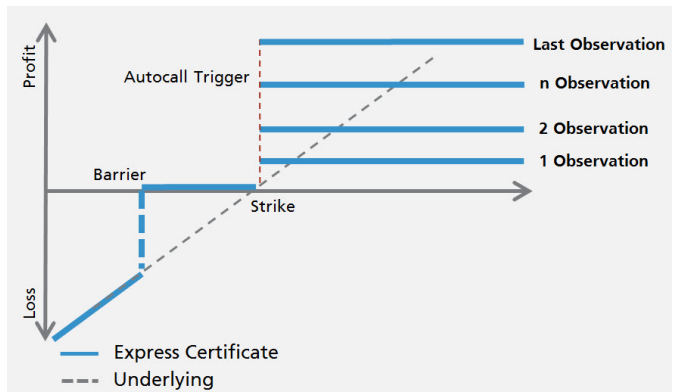 Profit
Last Observation
Autocall Trigger
n Observation
2 Observation
1 Observation
Barrier
Strike
Loss
Express Certificate
Underlying